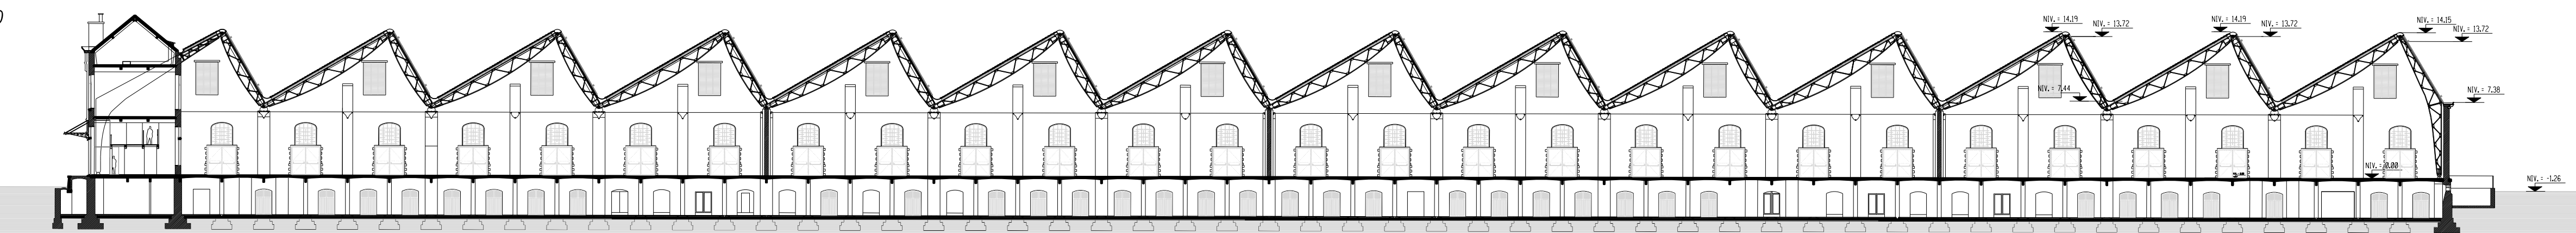 NIV. = 14.19
NIV. = 13.72
NIV. = 14.19
NIV. = 13.72
NIV. = 14.15
NIV. = 13.72
NIV. = 7.44
NIV. = 7.38
NIV. = 0.00
NIV. = -1.26